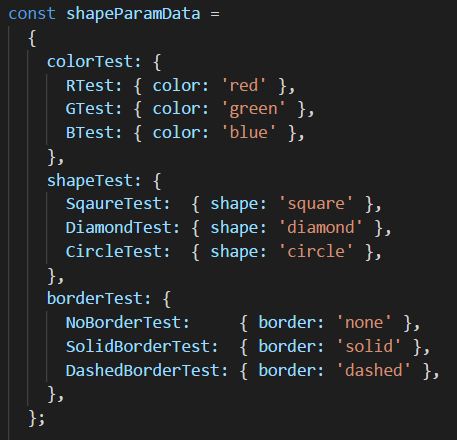 const shapeParamData =
{
colorTest: {
RTest: { color: 'red' },
GTest: { color: 'green' },
BTest: { color: 'blue' },
},
shapeTest: {
SqaureTest:  { shape: 'square' },
DiamondTest: { shape: 'diamond' },
CircleTest:  { shape: 'circle' },
},
borderTest: {
NoBorderTest:     { border: 'none' },
SolidBorderTest:  { border: 'solid' },
DashedBorderTest: { border: 'dashed' },
},
};